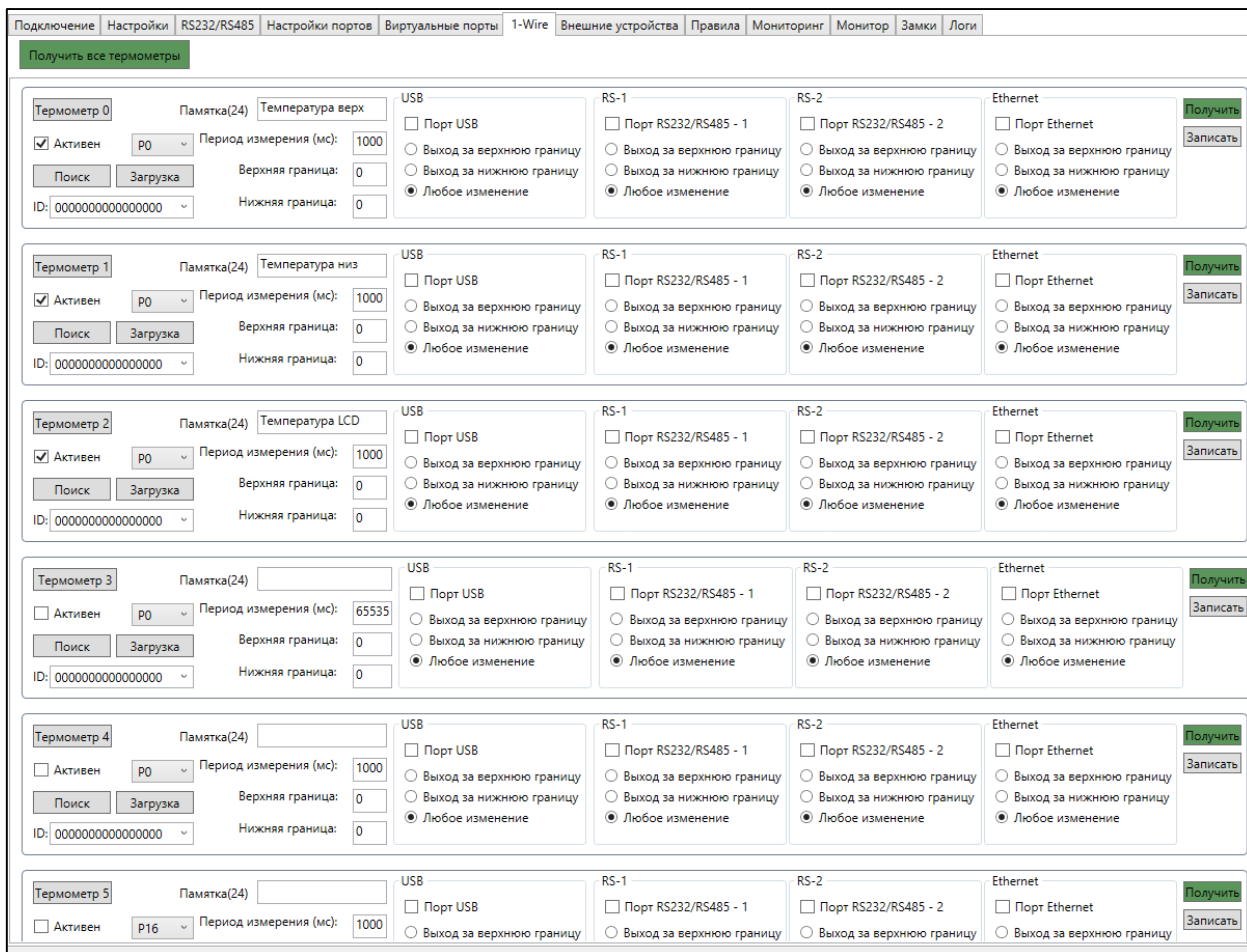 Подключение Настройки RS232/RS485 Настройки портов Виртуальные порты 1-Wire Внешние устройства Правила Мониторинг Монитор Замки Логи
Получить все термометры
USB RS-1 RS-2 Ethernet
Термометр 0 Памятка(24) Температура верх Порт USB Порт RS232/RS485 - 1 Порт RS232/RS485 - 2 Порт Ethernet Получить
Активен P0 Период измерения (мс): 1000 Выход за верхнюю границу Выход за верхнюю границу Выход за верхнюю границу Выход за верхнюю границу Записать
Поиск Загрузка Верхняя граница: 0 Выход за нижнюю границу Выход за нижнюю границу Выход за нижнюю границу Выход за нижнюю границу
ID: 0000000000000000 Нижняя граница: 0 Любое изменение Любое изменение Любое изменение Любое изменение
USB RS-1 RS-2 Ethernet
Термометр 1 Памятка(24) Температура низ Порт USB Порт RS232/RS485 - 1 Порт RS232/RS485 - 2 Порт Ethernet Получить
Активен P0 Период измерения (мс): 1000 Выход за верхнюю границу Выход за верхнюю границу Выход за верхнюю границу Выход за верхнюю границу Записать
Поиск Загрузка Верхняя граница: 0 Выход за нижнюю границу Выход за нижнюю границу Выход за нижнюю границу Выход за нижнюю границу
ID: 0000000000000000 Нижняя граница: 0 Любое изменение Любое изменение Любое изменение Любое изменение
USB RS-1 RS-2 Ethernet
Термометр 2 Памятка(24) Температура LCD Порт USB Порт RS232/RS485 - 1 Порт RS232/RS485 - 2 Порт Ethernet Получить
Активен P0 Период измерения (мс): 1000 Выход за верхнюю границу Выход за верхнюю границу Выход за верхнюю границу Выход за верхнюю границу Записать
Поиск Загрузка Верхняя граница: 0 Выход за нижнюю границу Выход за нижнюю границу Выход за нижнюю границу Выход за нижнюю границу
ID: 0000000000000000 Нижняя граница: 0 Любое изменение Любое изменение Любое изменение Любое изменение
USB RS-1 RS-2 Ethernet
Термометр 3 Памятка(24) Порт USB Порт RS232/RS485 - 1 Порт RS232/RS485 - 2 Порт Ethernet Получить
Активен P0 Период измерения (мс): 65535 Выход за верхнюю границу Выход за верхнюю границу Выход за верхнюю границу Выход за верхнюю границу Записать
Поиск Загрузка Верхняя граница: 0 Выход за нижнюю границу Выход за нижнюю границу Выход за нижнюю границу Выход за нижнюю границу
ID: 0000000000000000 Нижняя граница: 0 Любое изменение Любое изменение Любое изменение Любое изменение
USB RS-1 RS-2 Ethernet
Термометр 4 Памятка(24) Порт USB Порт RS232/RS485 - 1 Порт RS232/RS485 - 2 Порт Ethernet Получить
Активен P0 Период измерения (мс): 1000 Выход за верхнюю границу Выход за верхнюю границу Выход за верхнюю границу Выход за верхнюю границу Записать
Поиск Загрузка Верхняя граница: 0 Выход за нижнюю границу Выход за нижнюю границу Выход за нижнюю границу Выход за нижнюю границу
ID: 0000000000000000 Нижняя граница: 0 Любое изменение Любое изменение Любое изменение Любое изменение
USB RS-1 RS-2 Ethernet
Термометр 5 Памятка(24) Порт USB Порт RS232/RS485 - 1 Порт RS232/RS485 - 2 Порт Ethernet Получить
Активен P16 Период измерения (мс): 1000 Выход за верхнюю границу Выход за верхнюю границу Выход за верхнюю границу Выход за верхнюю границу Записать